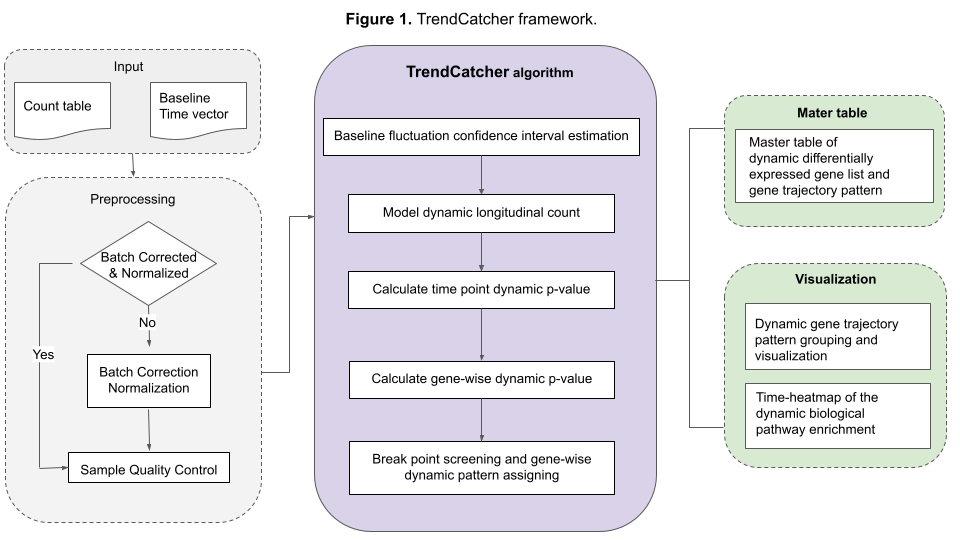 Figure 1. TrendCatcher framework.
Input
Count table
Baseline
Time vector
Preprocessing
Batch Corrected
& Normalized
No
Yes
Batch Correction
Normalization
Sample Quality Control
TrendCatcher algorithm
Baseline fluctuation confidence interval estimation
Model dynamic longitudinal count
Calculate time point dynamic p-value
Calculate gene-wise dynamic p-value
Break point screening and gene-wise
dynamic pattern assigning
Mater table
Master table of
dynamic differentially
expressed gene list and
gene trajectory pattern
Visualization
Dynamic gene trajectory
pattern grouping and
visualization
Time-heatmap of the
dynamic biological
pathway enrichment